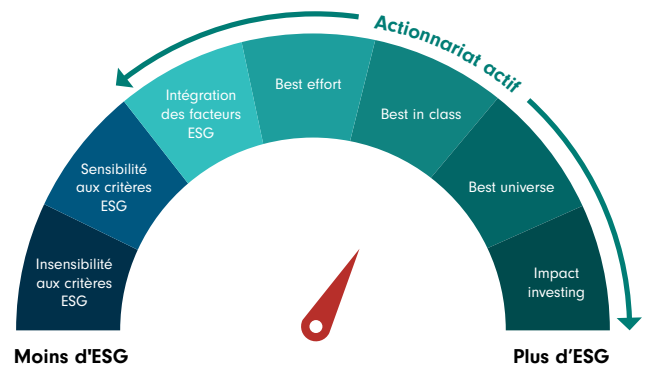 Actionnariat actif
Intégration
des facteurs
ESG
Best effort
Best in class
Sensibilité
aux critères
ESG
Best universe
Insensibilité
aux critères
ESG
Impact
investing
Moins d'ESG
Plus d’ESG